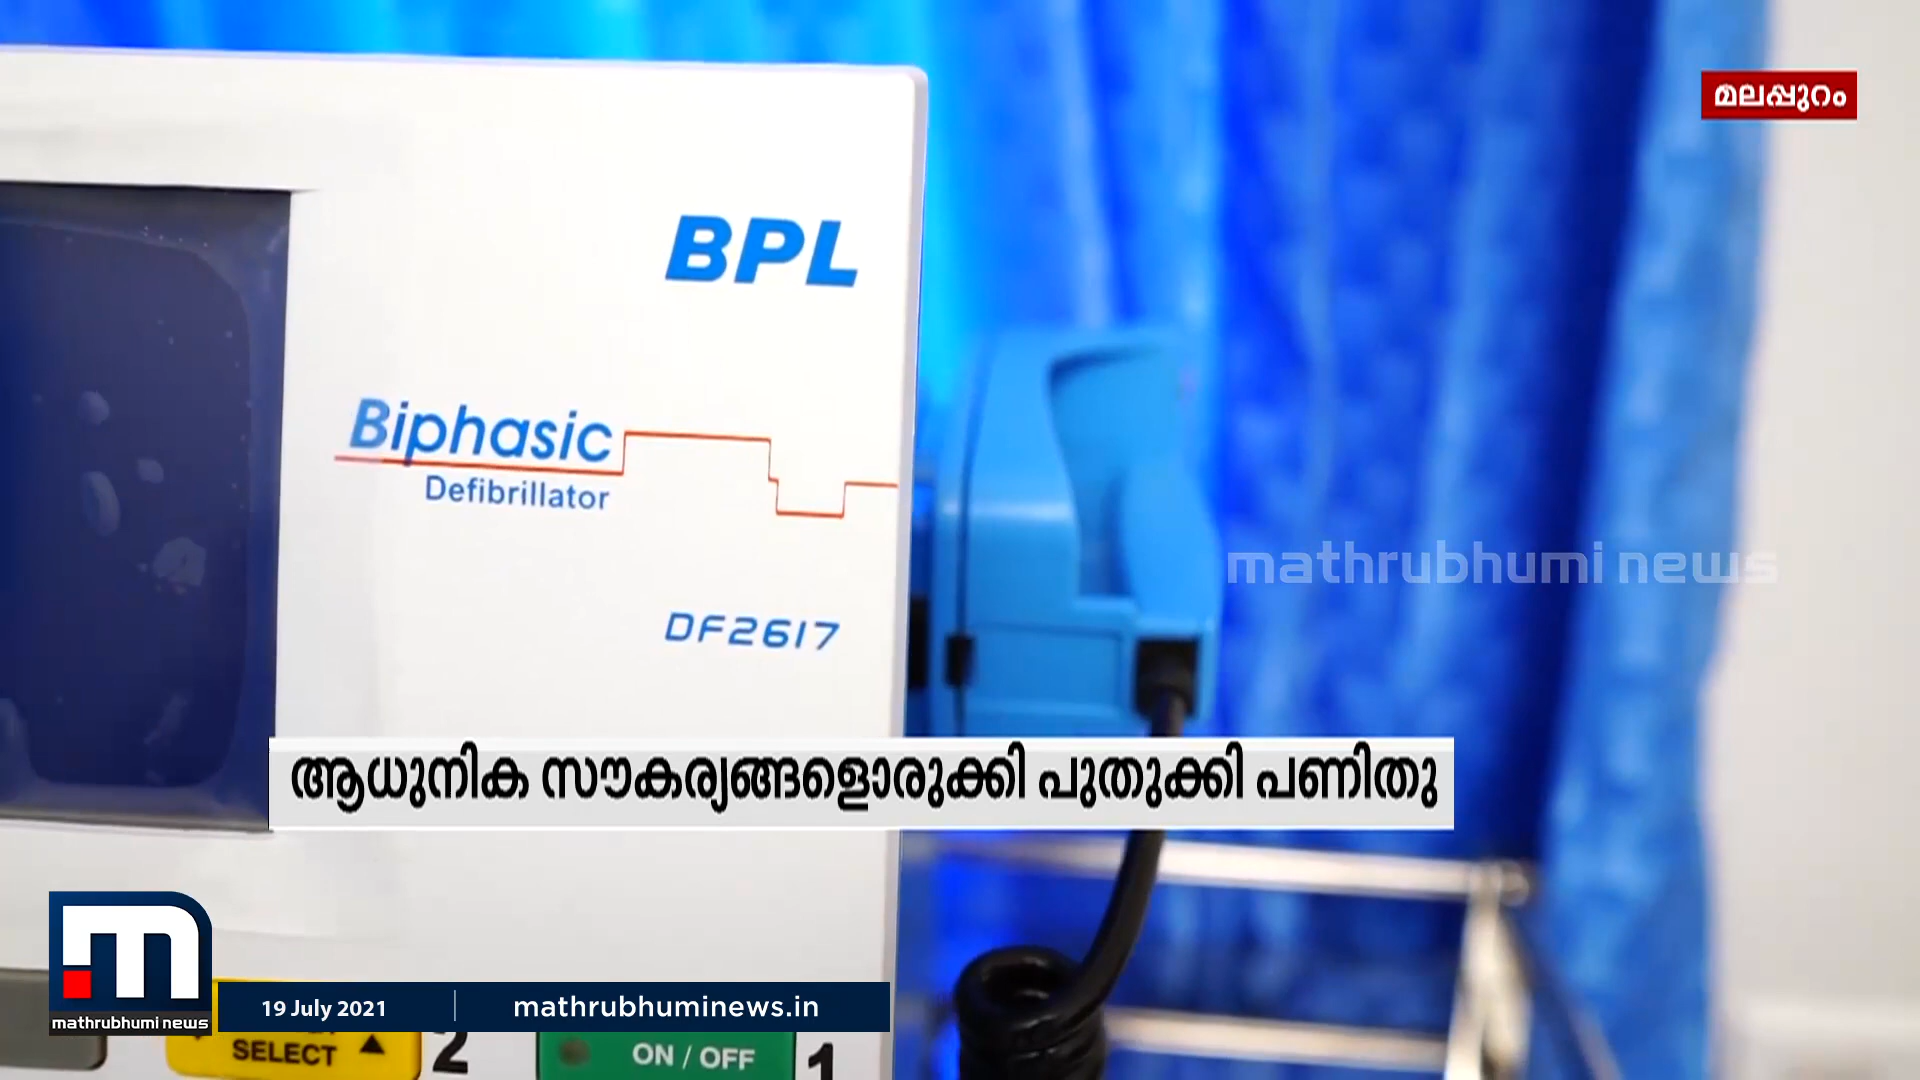 മലപ്പുറം
BPL
Biphasic
Defibrillator
mathrubhumi news
DF2617
ആധുനിക സൗകര്യങ്ങളൊരുക്കി പുതുക്കി പണിതു
mathrubhumi news
19 July 2021
mathrubhuminews.in
SELECT
2
ON / OFF
1